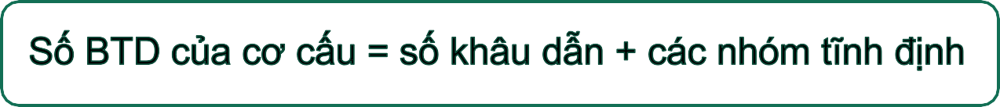 Số BTD của cơ cấu = số khâu dẫn + các nhóm tĩnh định